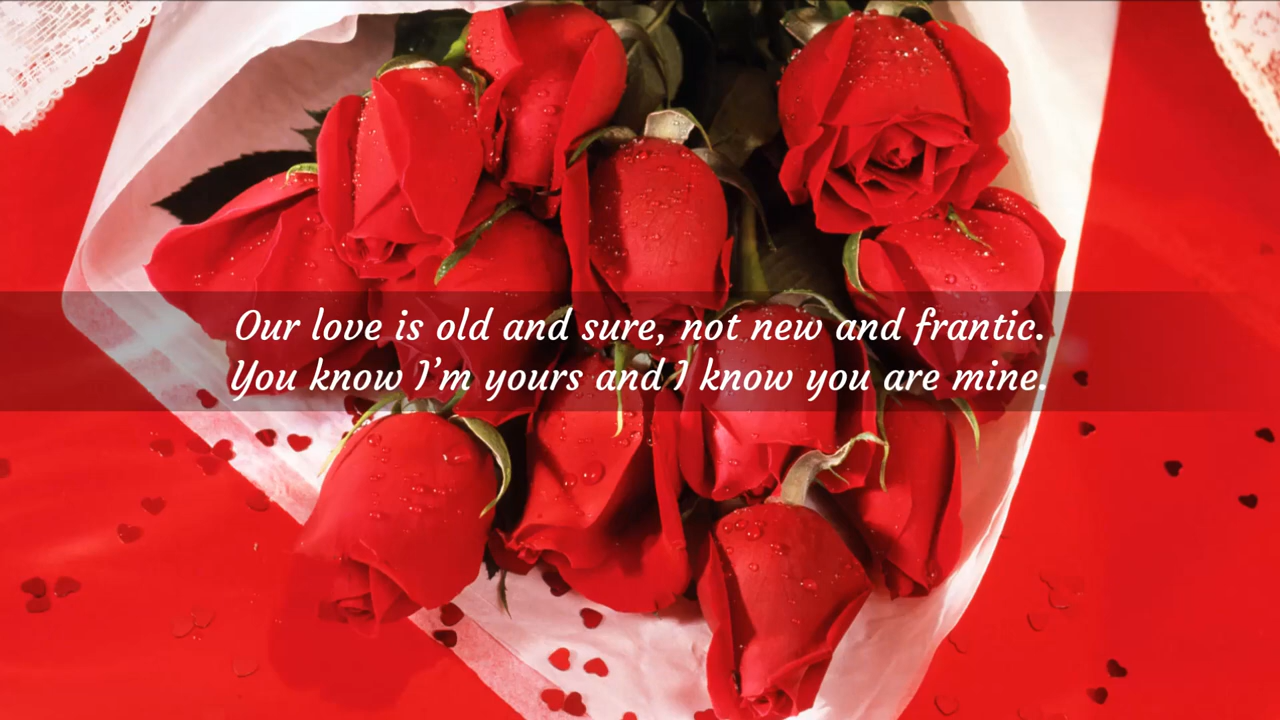 Our love is old and sure, not new and frantic.
You know I’m yours and I know you are mine.